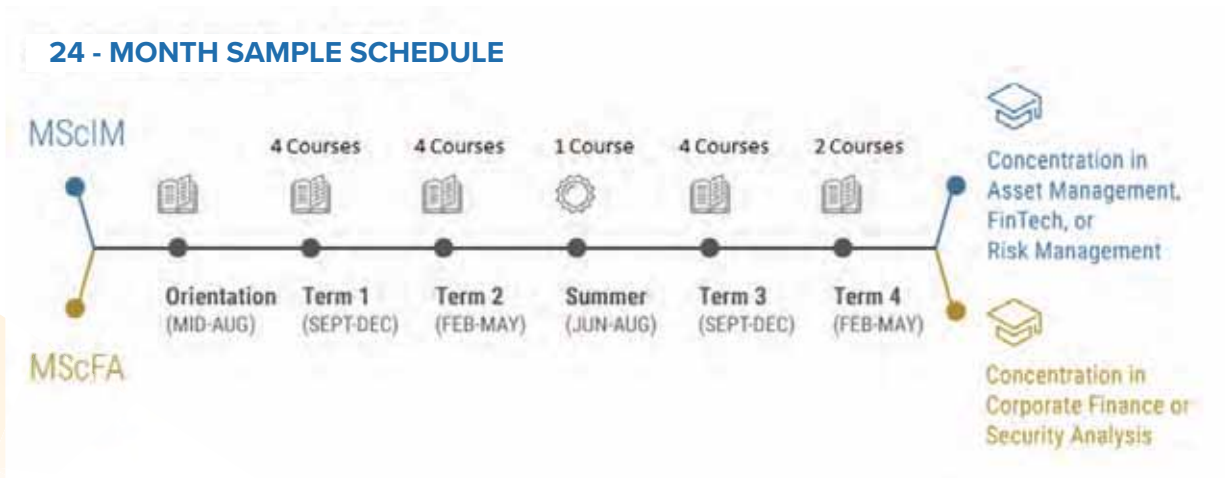 24 - MONTH SAMPLE SCHEDULE
MScIM
4 Courses
4 Courses
1 Course
4 Courses
2 Courses
Orientation
(MID-AUG)
Term 1
(SEPT-DEC)
Term 2
(FEB-MAY)
Summer
(JUN-AUG)
Term 3
(SEPT-DEC)
Term 4
(FEB-MAY)
MScFA
Concentration in
Asset Management,
FinTech, or
Risk Management
Concentration in
Corporate Finance or
Security Analysis